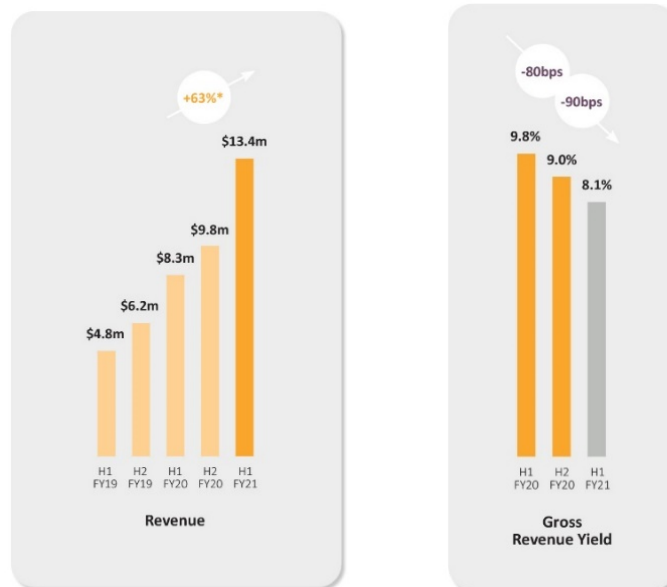 +63%*
$13.4m
$9.8m
$8.3m
$6.2m
$4.8m
H1 H2 H1 H2 H1
FY19 FY19 FY20 FY20 FY21
Revenue
-80bps
-90bps
9.8%
9.0%
8.1%
H1 H2 H1
FY20 FY20 FY21
Gross
Revenue Yield